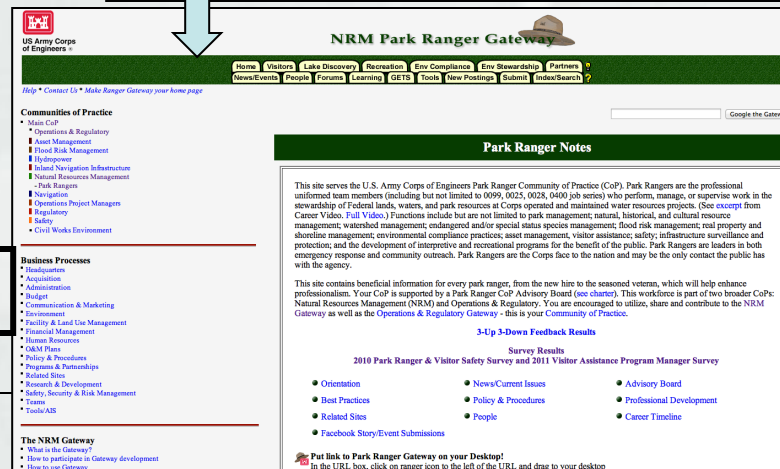 US Army Corps
of Engineers ®
NRM Park Ranger Gateway
Home Visitors Lake Discovery Recreation Env Compliance Env Stewardship Partners
News/Events People Forums Learning GETS Tools New Postings Submit Index/Search ?
Help * Contact Us * Make Ranger Gateway your home page
Communities of Practice
Main CoP
Operations & Regulatory
Asset Management
Flood Risk Management
Hydropower
Inland Navigation Infrastructure
Natural Resources Management
- Park Rangers
Navigation
Operations Project Managers
Regulatory
Safety
Civil Works Environment
Business Processes
Headquarters
Acquisition
Administration
Budget
Communication & Marketing
Environment
Facility & Land Use Management
Financial Management
Human Resources
O&M Plans
Policy & Procedures
Programs & Partnerships
Related Sites
Research & Development
Safety, Security & Risk Management
Teams
Tools/AIS
The NRM Gateway
What is the Gateway?
How to participate in Gateway development
How to use Gateway
Google the Gatew
Park Ranger Notes
This site serves the U.S. Army Corps of Engineers Park Ranger Community of Practice (CoP). Park Rangers are the professional
uniformed team members (including but not limited to 0099, 0025, 0028, 0400 job series) who perform, manage, or supervise work in the
stewardship of Federal lands, waters, and park resources at Corps operated and maintained water resources projects. (See excerpt from
Career Video. Full Video.) Functions include but are not limited to park management; natural, historical, and cultural resource
management; watershed management; endangered and/or special status species management; flood risk management; real property and
shoreline management; environmental compliance practices; asset management, visitor assistance; safety; infrastructure surveillance and
protection; and the development of interpretive and recreational programs for the benefit of the public. Park Rangers are leaders in both
emergency response and community outreach. Park Rangers are the Corps face to the nation and may be the only contact the public has
with the agency.
This site contains beneficial information for every park ranger, from the new hire to the seasoned veteran, which will help enhance
professionalism. Your CoP is supported by a Park Ranger CoP Advisory Board (see charter). This workforce is part of two broader CoPs:
Natural Resources Management (NRM) and Operations & Regulatory. You are encouraged to utilize, share and contribute to the NRM
Gateway as well as the Operations & Regulatory Gateway - this is your Community of Practice.
3-Up 3-Down Feedback Results
Survey Results
2010 Park Ranger & Visitor Safety Survey and 2011 Visitor Assistance Program Manager Survey
Orientation News/Current Issues Advisory Board
Best Practices Policy & Procedures Professional Development
Related Sites People Career Timeline
Facebook Story/Event Submissions
Put link to Park Ranger Gateway on your Desktop!
In the URL box, click on ranger icon to the left of the URL and drag to your desktop